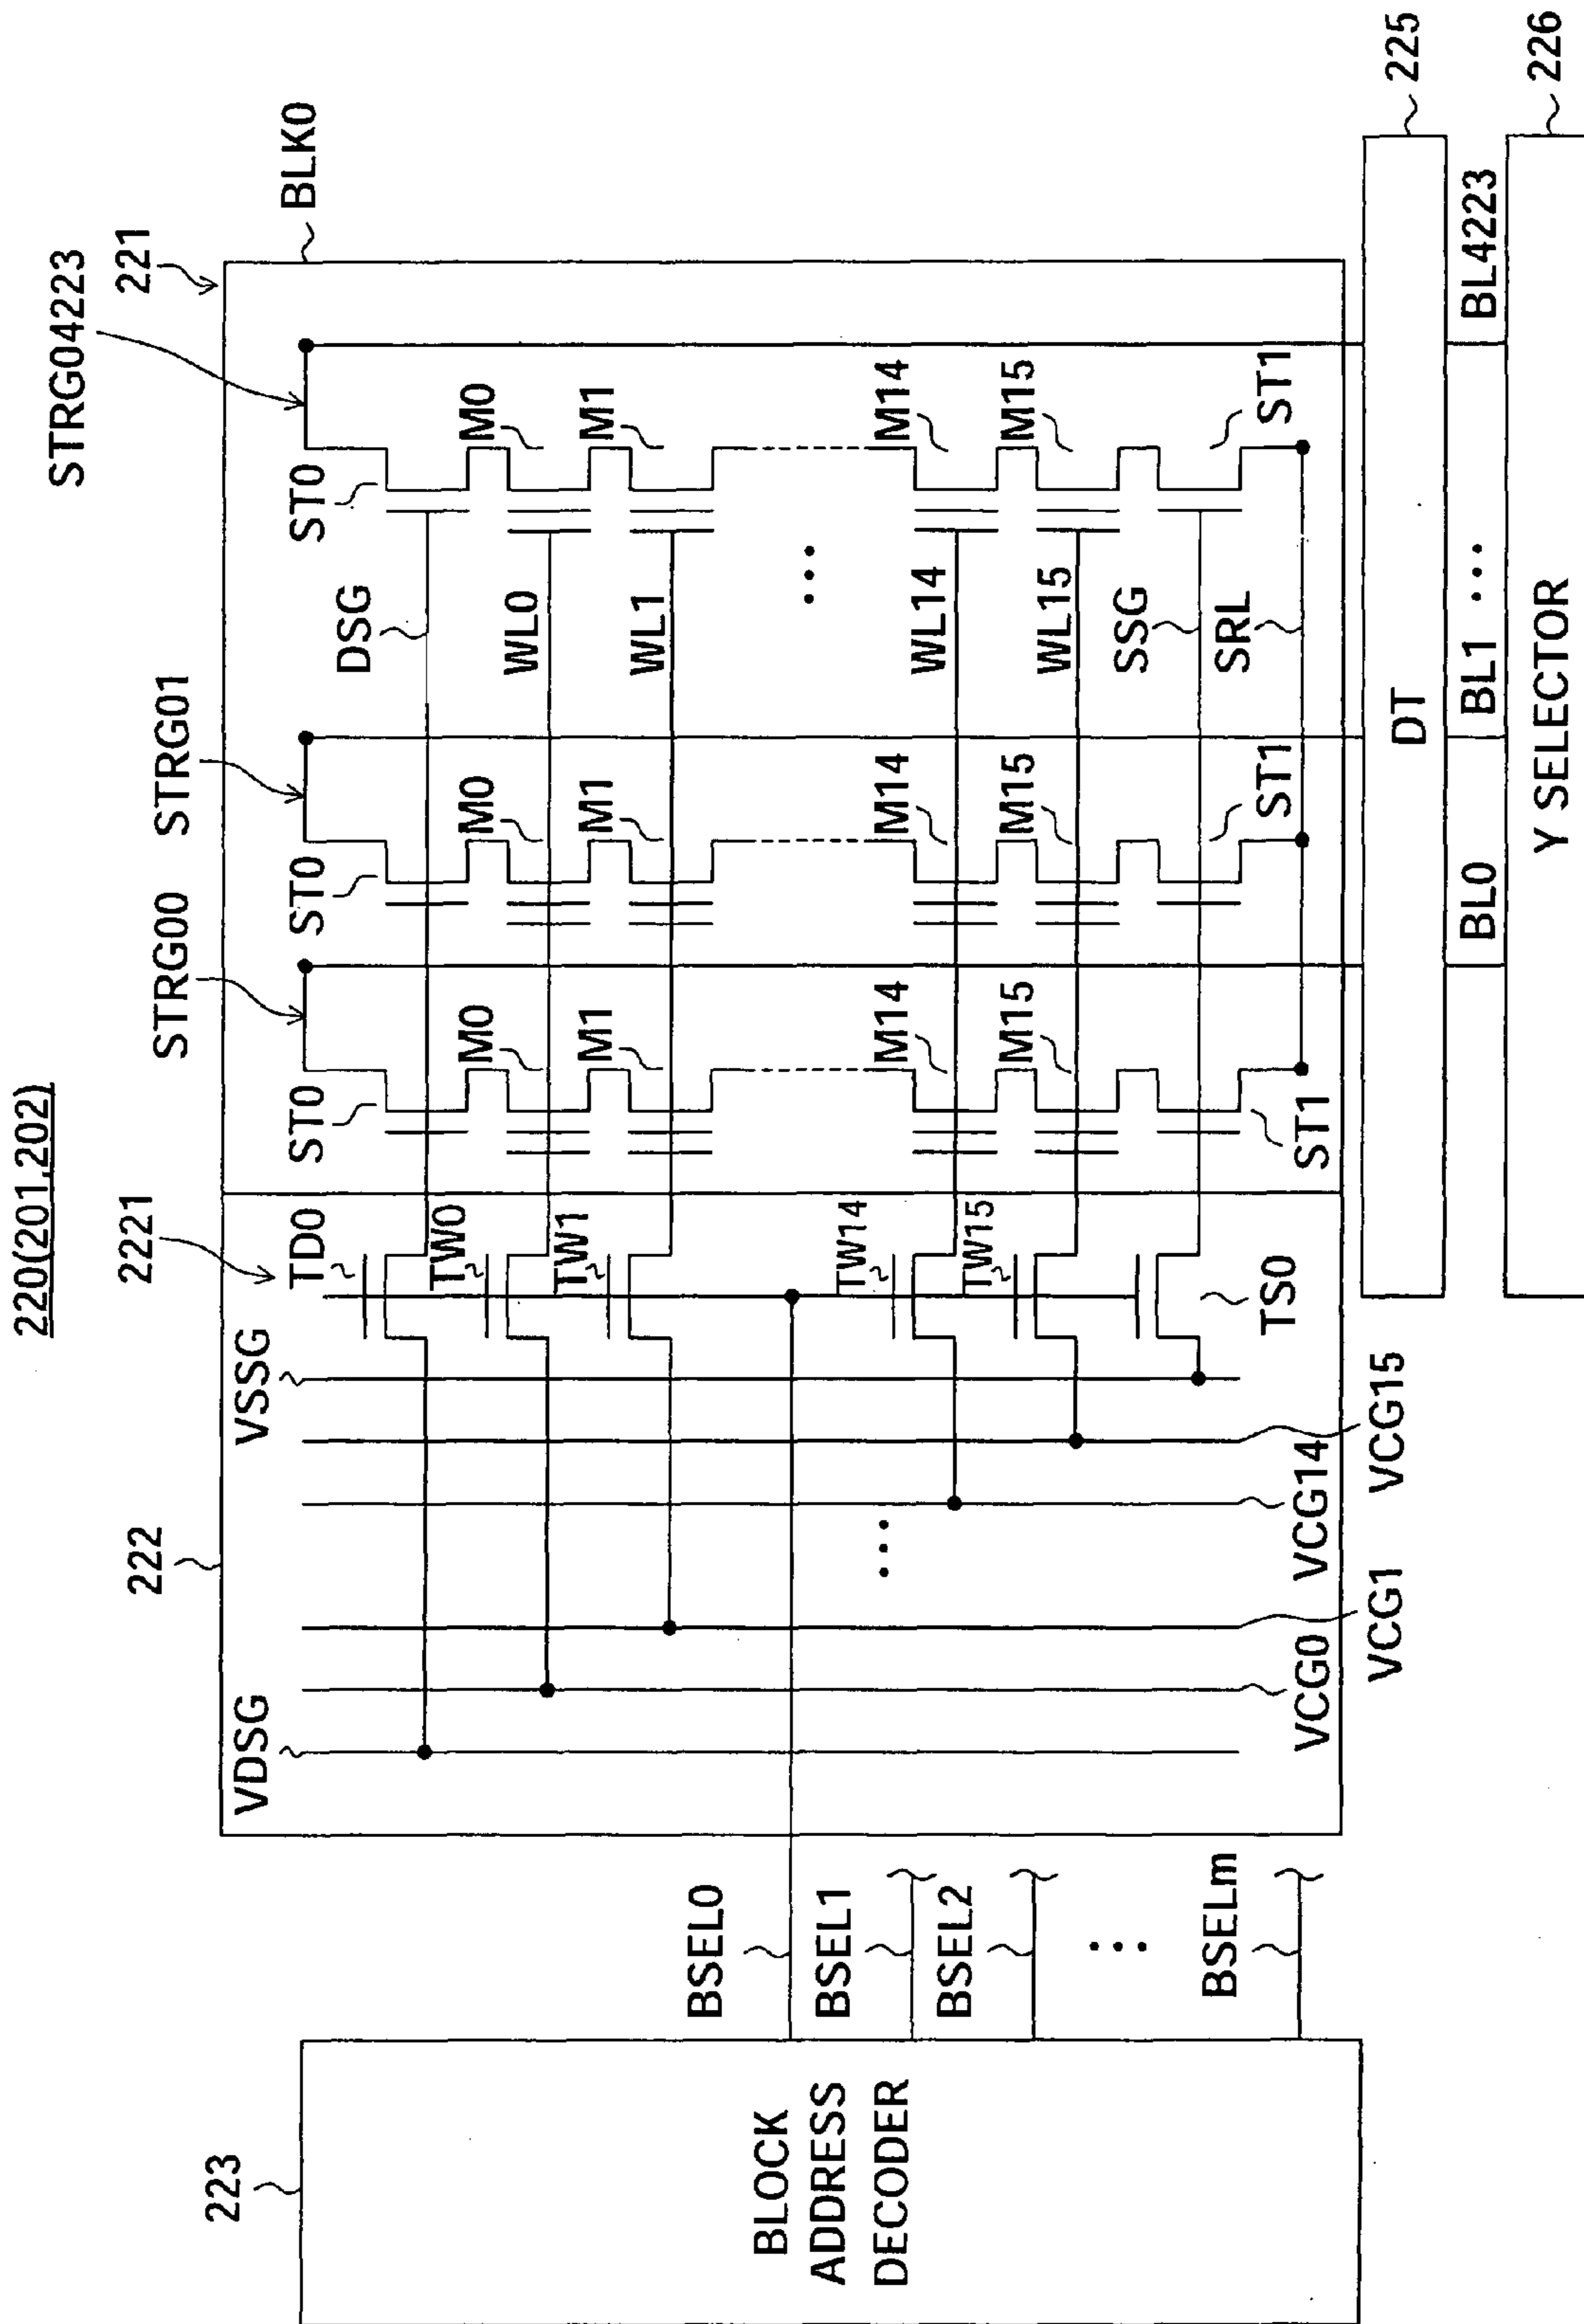 220(201,202)
223
BLOCK
ADDRESS
DECODER
BSEL0
BSEL1
BSEL2
BSELm
222
VDSG
VSSG
VCG0
VCG1
VCG14
VCG15
2221
TD0
TW0
TW1
TW14
TW15
TS0
STRG00
STRG01
STRG04223
221
BLK0
ST0
M0
M1
M14
M15
ST1
ST0
M0
M1
M14
M15
ST1
DSG
WL0
WL1
WL14
WL15
SSG
SRL
ST0
M0
M1
M14
M15
ST1
DT
225
BL0
BL1 ...
BL4223
Y SELECTOR
226